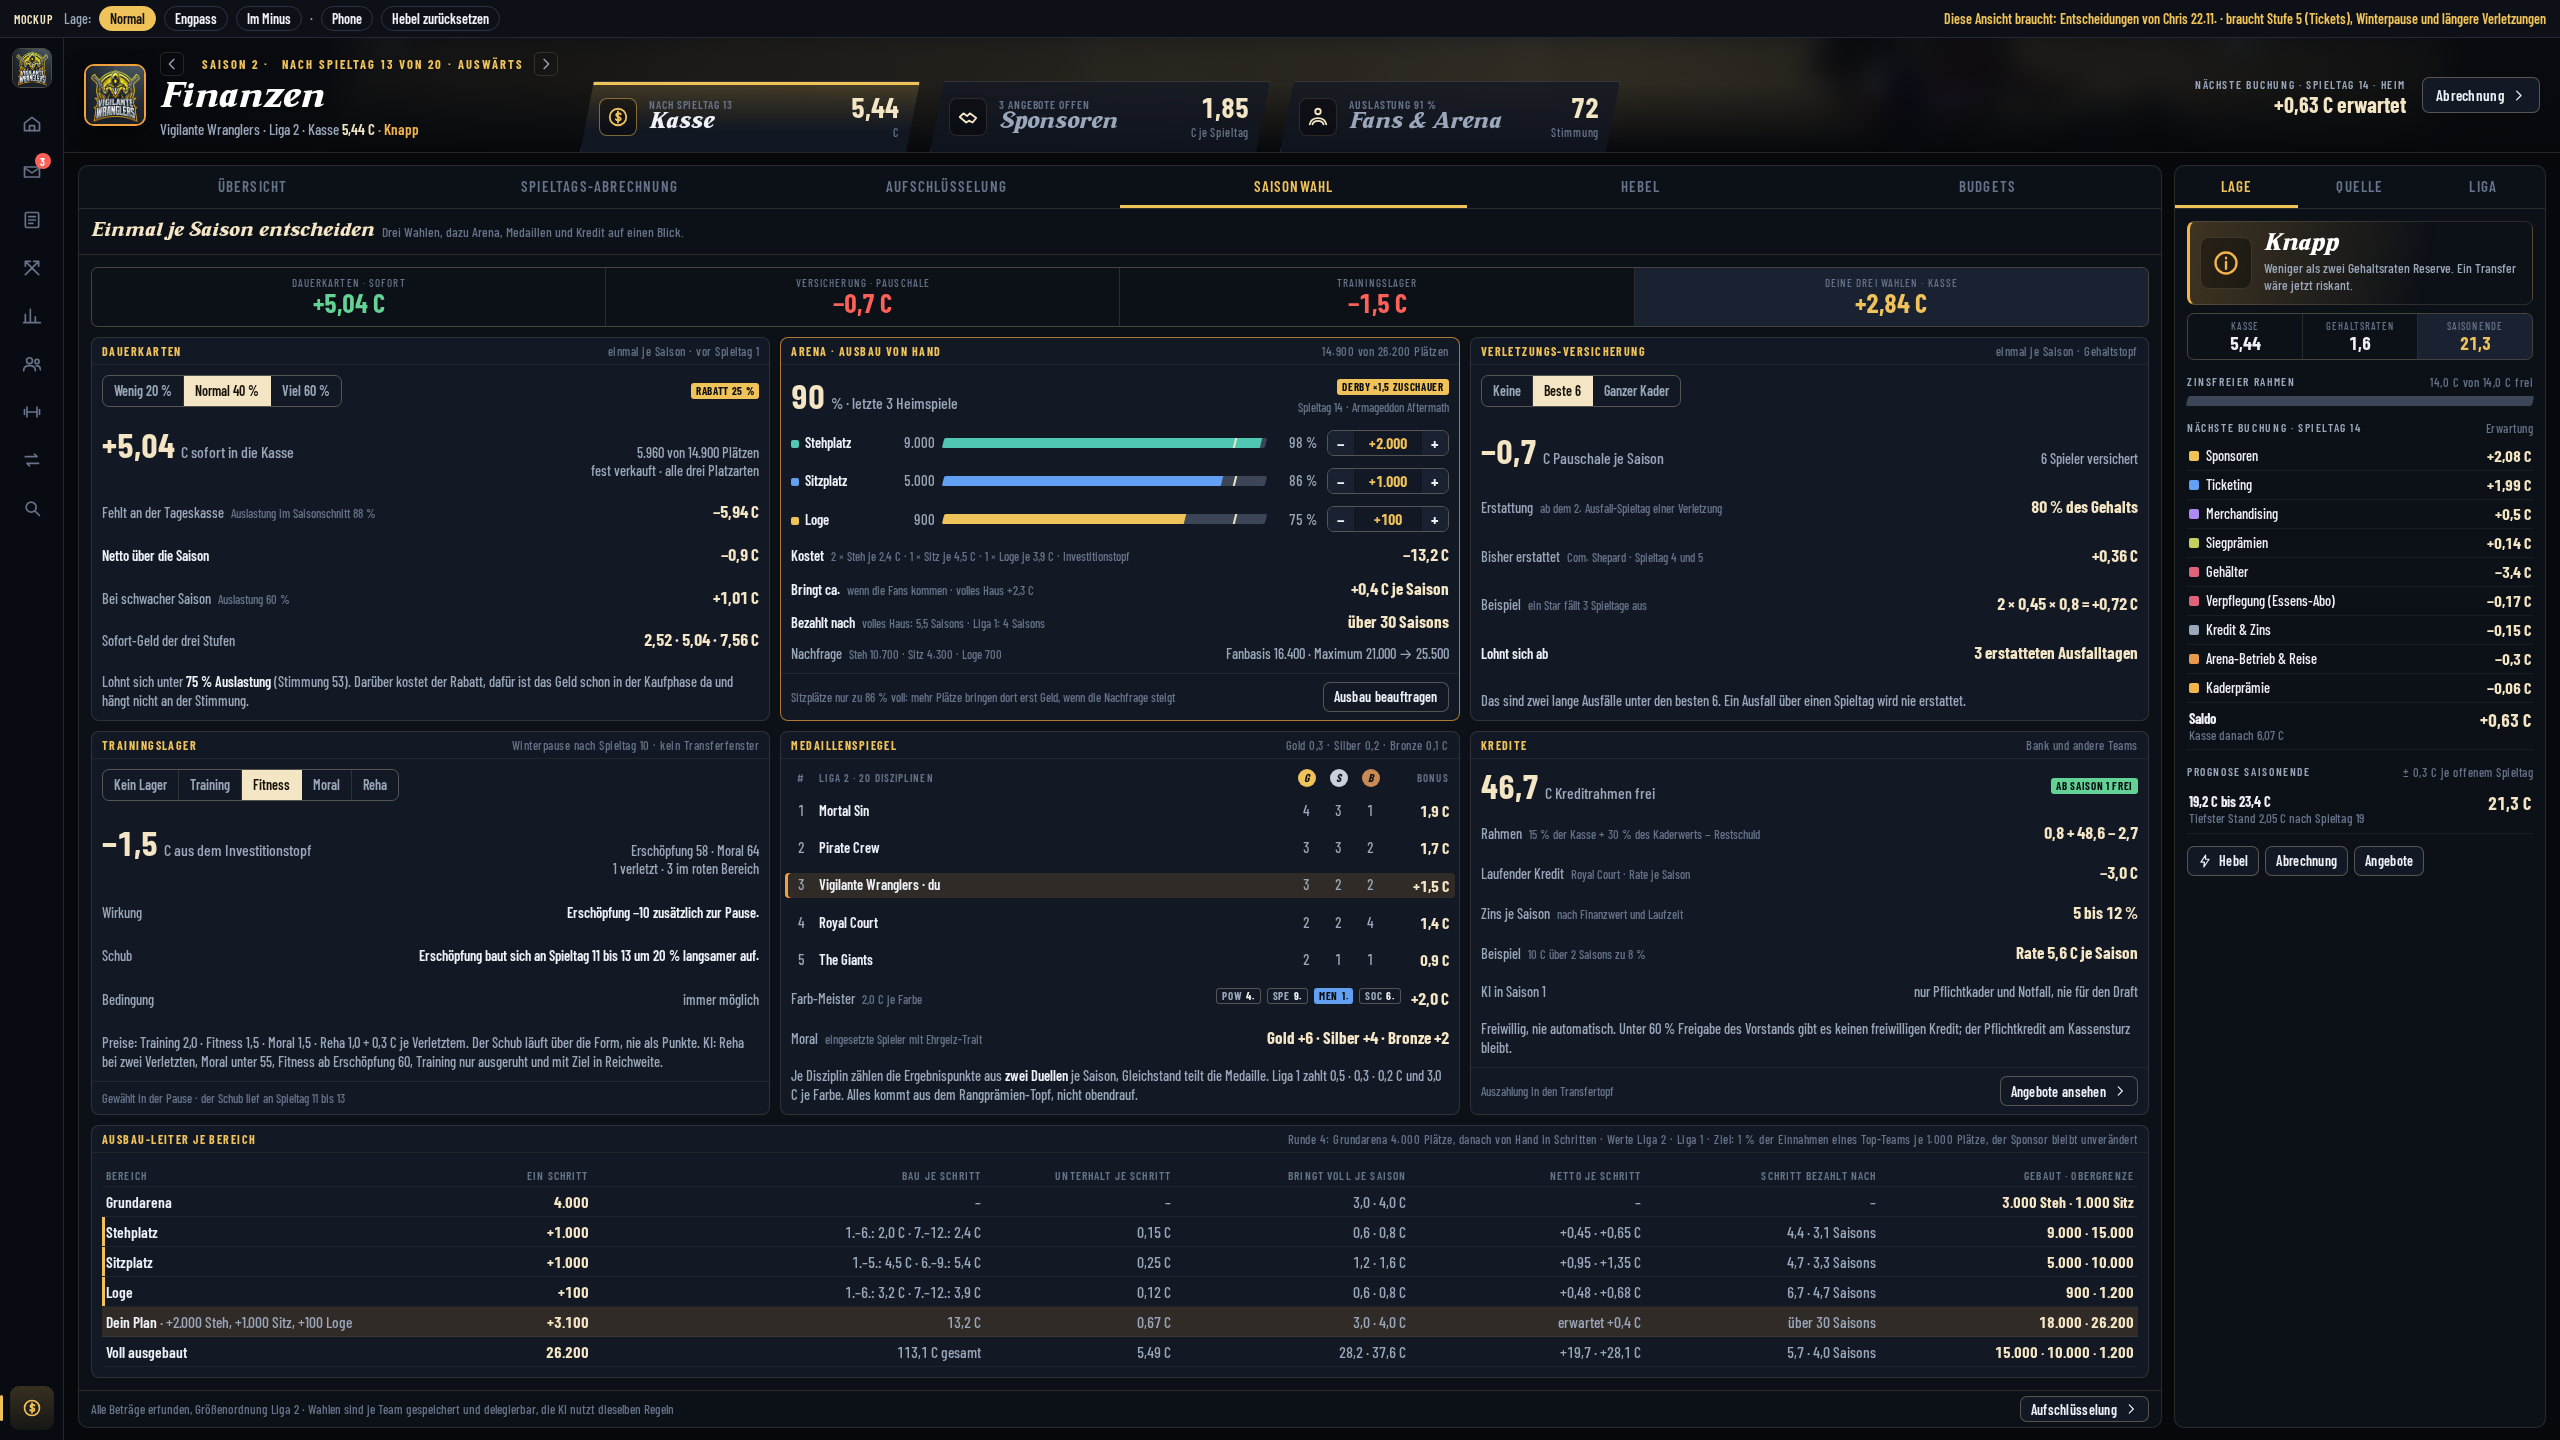 MOCKUP Lage: Normal Engpass Im Minus · Phone Hebel zurücksetzen
Diese Ansicht braucht: Entscheidungen von Chris 22.11. · braucht Stufe 5 (Tickets), Winterpause und längere Verletzungen
3
SAISON 2 · NACH SPIELTAG 13 VON 20 · AUSWÄRTS
Finanzen
Vigilante Wranglers · Liga 2 · Kasse 5,44 C · Knapp
NACH SPIELTAG 13
Kasse
5,44
C
3 ANGEBOTE OFFEN
Sponsoren
1,85
C je Spieltag
AUSLASTUNG 91 %
Fans & Arena
72
Stimmung
NÄCHSTE BUCHUNG · SPIELTAG 14 · HEIM
+0,63 C erwartet
Abrechnung
ÜBERSICHT SPIELTAGS-ABRECHNUNG AUFSCHLÜSSELUNG SAISONWAHL HEBEL BUDGETS
Einmal je Saison entscheiden Drei Wahlen, dazu Arena, Medaillen und Kredit auf einen Blick.
DAUERKARTEN · SOFORT
+5,04 C
VERSICHERUNG · PAUSCHALE
−0,7 C
TRAININGSLAGER
−1,5 C
DEINE DREI WAHLEN · KASSE
+2,84 C
DAUERKARTEN einmal je Saison · vor Spieltag 1
Wenig 20 % Normal 40 % Viel 60 % RABATT 25 %
+5,04 C sofort in die Kasse
5.960 von 14.900 Plätzen
fest verkauft · alle drei Platzarten
Fehlt an der Tageskasse Auslastung im Saisonschnitt 88 % −5,94 C
Netto über die Saison −0,9 C
Bei schwacher Saison Auslastung 60 % +1,01 C
Sofort-Geld der drei Stufen 2,52 · 5,04 · 7,56 C
Lohnt sich unter 75 % Auslastung (Stimmung 53). Darüber kostet der Rabatt, dafür ist das Geld schon in der Kaufphase da und
hängt nicht an der Stimmung.
ARENA · AUSBAU VON HAND 14.900 von 26.200 Plätzen
90 % · letzte 3 Heimspiele
DERBY ×1,5 ZUSCHAUER
Spieltag 14 · Armageddon Aftermath
Stehplatz 9.000 98 % − +2.000 +
Sitzplatz 5.000 86 % − +1.000 +
Loge 900 75 % − +100 +
Kostet 2 × Steh je 2,4 C · 1 × Sitz je 4,5 C · 1 × Loge je 3,9 C · Investitionstopf −13,2 C
Bringt ca. wenn die Fans kommen · volles Haus +2,3 C +0,4 C je Saison
Bezahlt nach volles Haus: 5,5 Saisons · Liga 1: 4 Saisons über 30 Saisons
Nachfrage Steh 10.700 · Sitz 4.300 · Loge 700 Fanbasis 16.400 · Maximum 21.000 → 25.500
Sitzplätze nur zu 86 % voll: mehr Plätze bringen dort erst Geld, wenn die Nachfrage steigt Ausbau beauftragen
VERLETZUNGS-VERSICHERUNG einmal je Saison · Gehaltstopf
Keine Beste 6 Ganzer Kader
−0,7 C Pauschale je Saison 6 Spieler versichert
Erstattung ab dem 2. Ausfall-Spieltag einer Verletzung 80 % des Gehalts
Bisher erstattet Com. Shepard · Spieltag 4 und 5 +0,36 C
Beispiel ein Star fällt 3 Spieltage aus 2 × 0,45 × 0,8 = +0,72 C
Lohnt sich ab 3 erstatteten Ausfalltagen
Das sind zwei lange Ausfälle unter den besten 6. Ein Ausfall über einen Spieltag wird nie erstattet.
TRAININGSLAGER Winterpause nach Spieltag 10 · kein Transferfenster
Kein Lager Training Fitness Moral Reha
−1,5 C aus dem Investitionstopf
Erschöpfung 58 · Moral 64
1 verletzt · 3 im roten Bereich
Wirkung Erschöpfung −10 zusätzlich zur Pause.
Schub Erschöpfung baut sich an Spieltag 11 bis 13 um 20 % langsamer auf.
Bedingung immer möglich
Preise: Training 2,0 · Fitness 1,5 · Moral 1,5 · Reha 1,0 + 0,3 C je Verletztem. Der Schub läuft über die Form, nie als Punkte. KI: Reha
bei zwei Verletzten, Moral unter 55, Fitness ab Erschöpfung 60, Training nur ausgeruht und mit Ziel in Reichweite.
Gewählt in der Pause · der Schub lief an Spieltag 11 bis 13
MEDAILLENSPIEGEL Gold 0,3 · Silber 0,2 · Bronze 0,1 C
# LIGA 2 · 20 DISZIPLINEN G S B BONUS
1 Mortal Sin 4 3 1 1,9 C
2 Pirate Crew 3 3 2 1,7 C
3 Vigilante Wranglers · du 3 2 2 +1,5 C
4 Royal Court 2 2 4 1,4 C
5 The Giants 2 1 1 0,9 C
Farb-Meister 2,0 C je Farbe POW 4. SPE 9. MEN 1. SOC 6. +2,0 C
Moral eingesetzte Spieler mit Ehrgeiz-Trait Gold +6 · Silber +4 · Bronze +2
Je Disziplin zählen die Ergebnispunkte aus zwei Duellen je Saison, Gleichstand teilt die Medaille. Liga 1 zahlt 0,5 · 0,3 · 0,2 C und 3,0
C je Farbe. Alles kommt aus dem Rangprämien-Topf, nicht obendrauf.
KREDITE Bank und andere Teams
46,7 C Kreditrahmen frei AB SAISON 1 FREI
Rahmen 15 % der Kasse + 30 % des Kaderwerts − Restschuld 0,8 + 48,6 − 2,7
Laufender Kredit Royal Court · Rate je Saison −3,0 C
Zins je Saison nach Finanzwert und Laufzeit 5 bis 12 %
Beispiel 10 C über 2 Saisons zu 8 % Rate 5,6 C je Saison
KI in Saison 1 nur Pflichtkader und Notfall, nie für den Draft
Freiwillig, nie automatisch. Unter 60 % Freigabe des Vorstands gibt es keinen freiwilligen Kredit; der Pflichtkredit am Kassensturz
bleibt.
Auszahlung in den Transfertopf Angebote ansehen
AUSBAU-LEITER JE BEREICH Runde 4: Grundarena 4.000 Plätze, danach von Hand in Schritten · Werte Liga 2 · Liga 1 · Ziel: 1 % der Einnahmen eines Top-Teams je 1.000 Plätze, der Sponsor bleibt unverändert
BEREICH EIN SCHRITT BAU JE SCHRITT UNTERHALT JE SCHRITT BRINGT VOLL JE SAISON NETTO JE SCHRITT SCHRITT BEZAHLT NACH GEBAUT · OBERGRENZE
Grundarena 4.000 – – 3,0 · 4,0 C – – 3.000 Steh · 1.000 Sitz
Stehplatz +1.000 1.–6.: 2,0 C · 7.–12.: 2,4 C 0,15 C 0,6 · 0,8 C +0,45 · +0,65 C 4,4 · 3,1 Saisons 9.000 · 15.000
Sitzplatz +1.000 1.–5.: 4,5 C · 6.–9.: 5,4 C 0,25 C 1,2 · 1,6 C +0,95 · +1,35 C 4,7 · 3,3 Saisons 5.000 · 10.000
Loge +100 1.–6.: 3,2 C · 7.–12.: 3,9 C 0,12 C 0,6 · 0,8 C +0,48 · +0,68 C 6,7 · 4,7 Saisons 900 · 1.200
Dein Plan · +2.000 Steh, +1.000 Sitz, +100 Loge +3.100 13,2 C 0,67 C 3,0 · 4,0 C erwartet +0,4 C über 30 Saisons 18.000 · 26.200
Voll ausgebaut 26.200 113,1 C gesamt 5,49 C 28,2 · 37,6 C +19,7 · +28,1 C 5,7 · 4,0 Saisons 15.000 · 10.000 · 1.200
Alle Beträge erfunden, Größenordnung Liga 2 · Wahlen sind je Team gespeichert und delegierbar, die KI nutzt dieselben Regeln Aufschlüsselung
LAGE QUELLE LIGA
Knapp
Weniger als zwei Gehaltsraten Reserve. Ein Transfer
wäre jetzt riskant.
KASSE GEHALTSRATEN SAISONENDE
5,44 1,6 21,3
ZINSFREIER RAHMEN 14,0 C von 14,0 C frei
NÄCHSTE BUCHUNG · SPIELTAG 14 Erwartung
Sponsoren +2,08 C
Ticketing +1,99 C
Merchandising +0,5 C
Siegprämien +0,14 C
Gehälter −3,4 C
Verpflegung (Essens-Abo) −0,17 C
Kredit & Zins −0,15 C
Arena-Betrieb & Reise −0,3 C
Kaderprämie −0,06 C
Saldo +0,63 C
Kasse danach 6,07 C
PROGNOSE SAISONENDE ± 0,3 C je offenem Spieltag
19,2 C bis 23,4 C 21,3 C
Tiefster Stand 2,05 C nach Spieltag 19
Hebel Abrechnung Angebote